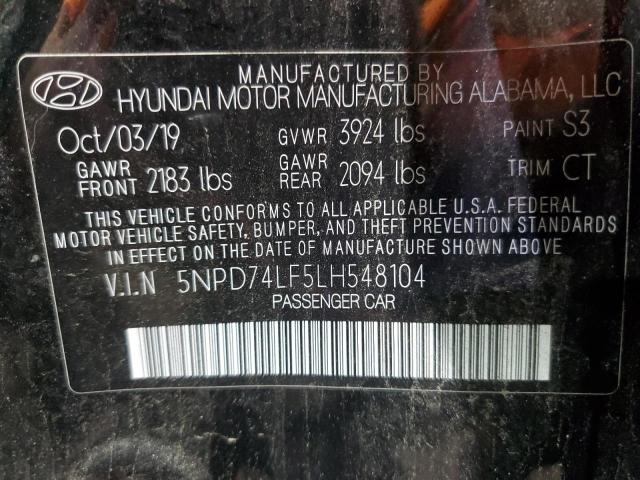 MANUFACTURED BY
HYUNDAI MOTOR MANUFACTURING ALABAMA, LLC
Oct/03/19 GVWR 3924 lbs PAINT S3
GAWR FRONT 2183 lbs GAWR REAR 2094 lbs TRIM CT
THIS VEHICLE CONFORMS TO ALL APPLICABLE U.S.A. FEDERAL
MOTOR VEHICLE SAFETY, BUMPER, AND THEFT PREVENTION STANDARDS
IN EFFECT ON THE DATE OF MANUFACTURE SHOWN ABOVE.
V.I.N 5NPD74LF5LH548104
PASSENGER CAR